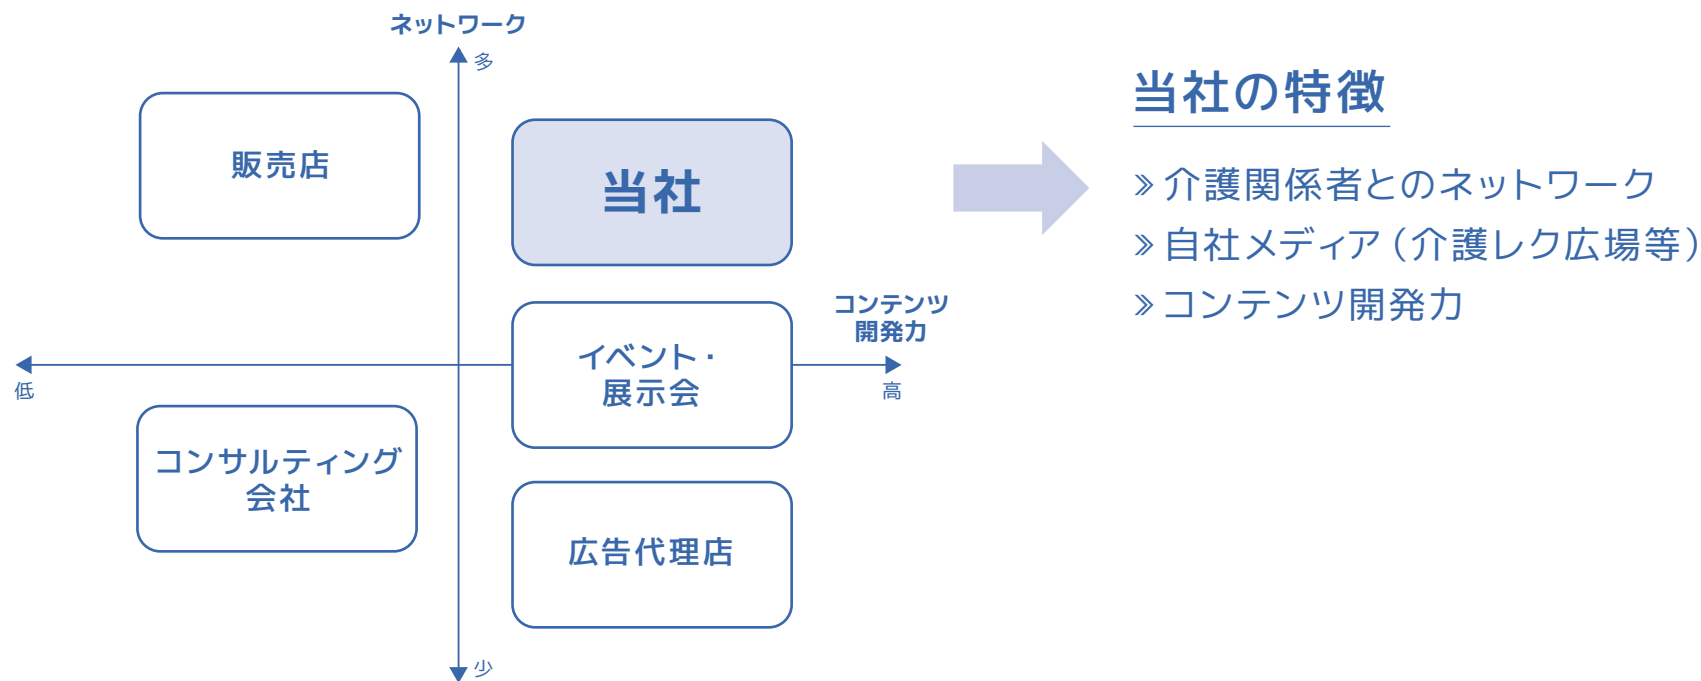 ネットワーク
多
販売店
当社
コンテンツ
開発力
低
高
イベント・
展示会
コンサルティング
会社
広告代理店
少
当社の特徴
≫介護関係者とのネットワーク
≫自社メディア（介護レク広場等）
≫コンテンツ開発力